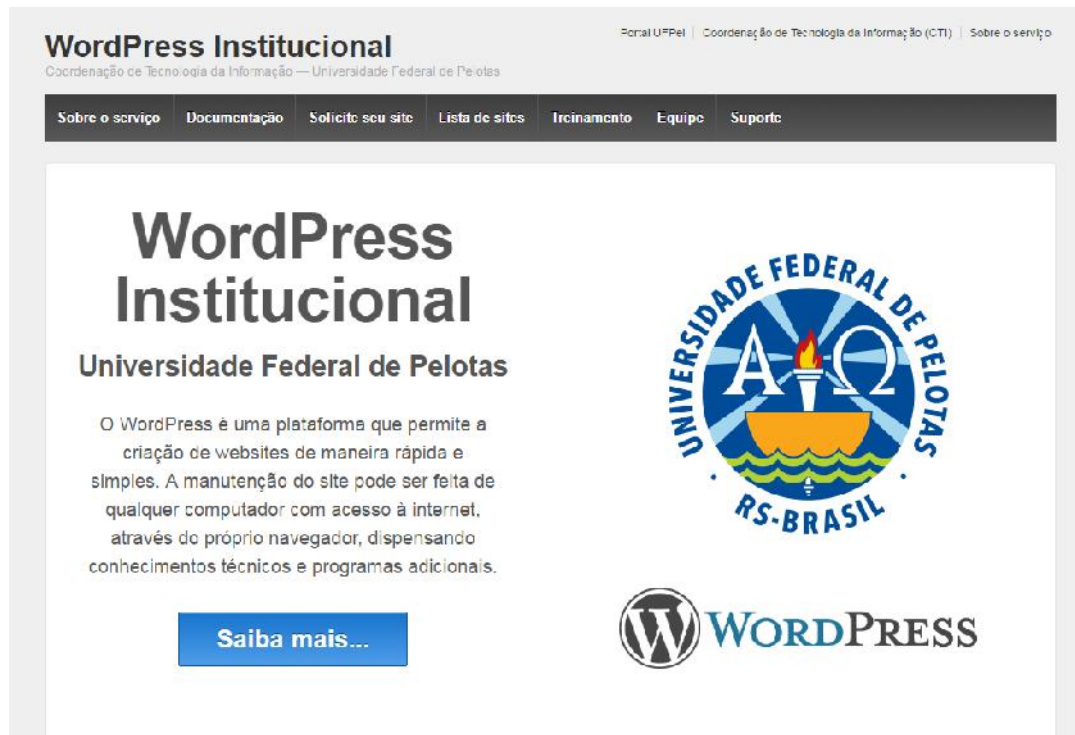 WordPress Institucional
Coordenação de Tecnologia da Informação — Universidade Federal de Pelotas
Portal UFPel | Coordenação de Tecnologia da Informação (CTI) | Sobre o serviço
Sobre o serviço Documentação Solicite seu site Lista de sites Treinamento Equipe Suporte
WordPress
Institucional
Universidade Federal de Pelotas
O WordPress é uma plataforma que permite a
criação de websites de maneira rápida e
simples. A manutenção do site pode ser feita de
qualquer computador com acesso à internet,
através do próprio navegador, dispensando
conhecimentos técnicos e programas adicionais.
Saiba mais...
UNIVERSIDADE FEDERAL DE PELOTAS
Α Ω
RS-BRASIL
W WORDPRESS